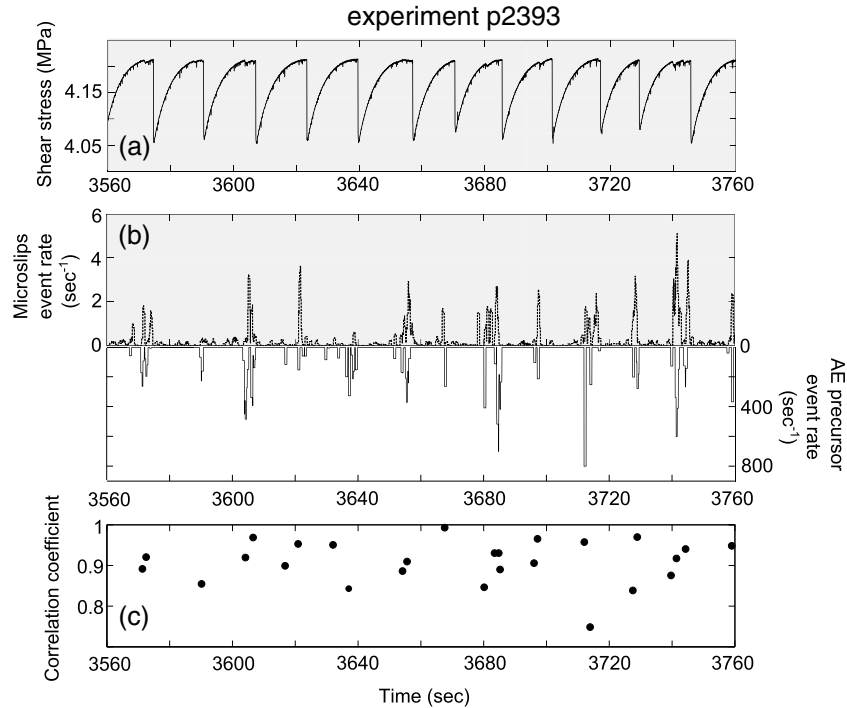 experiment p2393
Shear stress (MPa)
4.15
4.05
(a)
3560 3600 3640 3680 3720 3760
Microslips
event rate
(sec⁻¹)
6
4
2
0
(b)
0
400
800
AE precursor
event rate
(sec⁻¹)
3560 3600 3640 3680 3720 3760
Correlation coefficient
1
0.9
0.8
(c)
3560 3600 3640 3680 3720 3760
Time (sec)